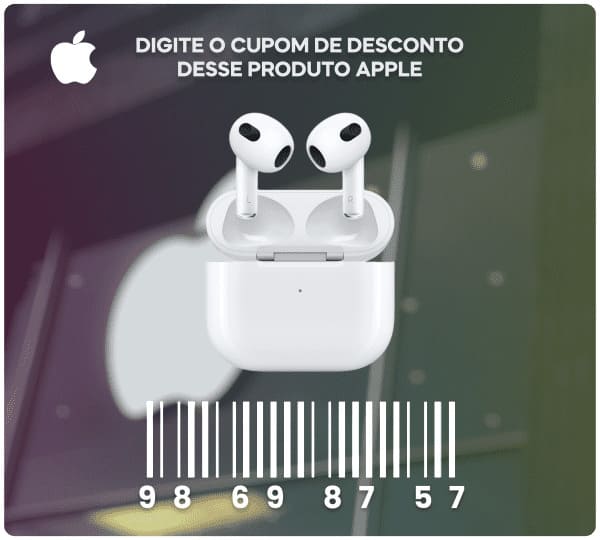 DIGITE O CUPOM DE DESCONTO
DESSE PRODUTO APPLE
L R
98 69 87 57